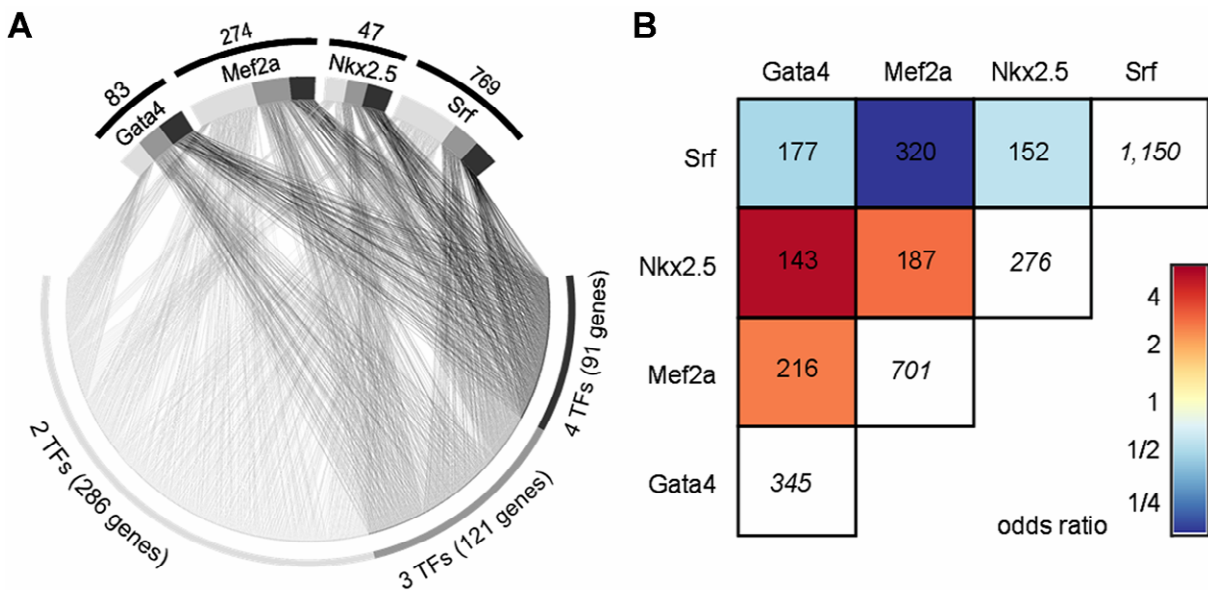 A
83
274
47
769
Gata4
Mef2a
Nkx2.5
Srf
2 TFs (286 genes)
3 TFs (121 genes)
4 TFs (91 genes)
B
Gata4 Mef2a Nkx2.5 Srf
Srf 177 320 152 1,150
Nkx2.5 143 187 276
Mef2a 216 701
Gata4 345
4
2
1
1/2
1/4
odds ratio